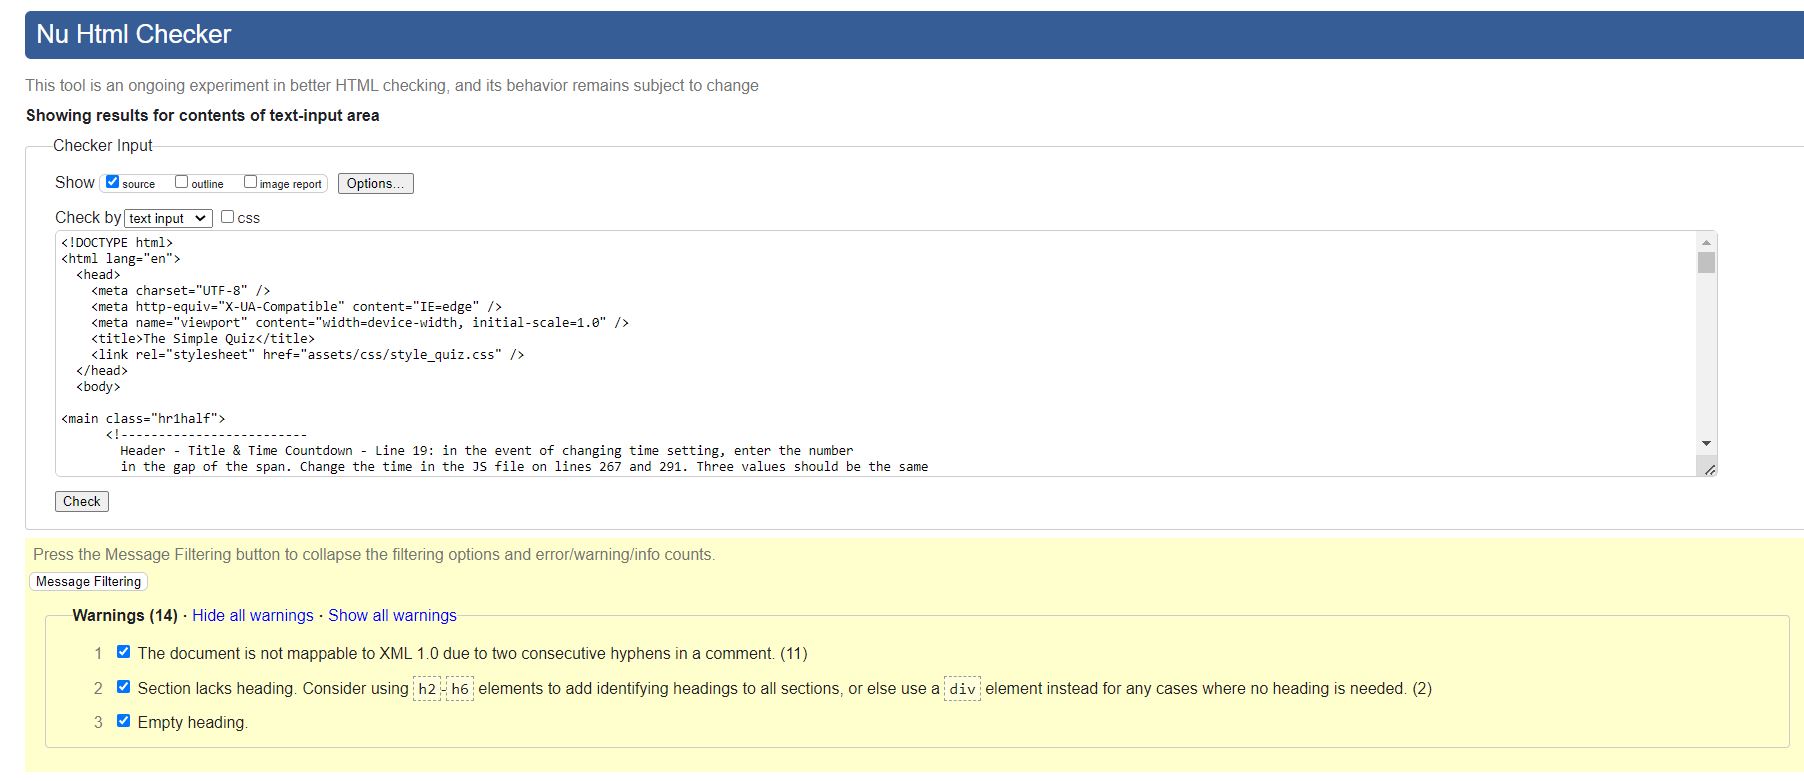 Nu Html Checker
This tool is an ongoing experiment in better HTML checking, and its behavior remains subject to change
Showing results for contents of text-input area
Checker Input
Show source outline image report Options...
Check by text input css
<!DOCTYPE html>
<html lang="en">
<head>
<meta charset="UTF-8" />
<meta http-equiv="X-UA-Compatible" content="IE=edge" />
<meta name="viewport" content="width=device-width, initial-scale=1.0" />
<title>The Simple Quiz</title>
<link rel="stylesheet" href="assets/css/style_quiz.css" />
</head>
<body>
<main class="hr1half">
<!-------------------------
Header - Title & Time Countdown - Line 19: in the event of changing time setting, enter the number
in the gap of the span. Change the time in the JS file on lines 267 and 291. Three values should be the same
Check
Press the Message Filtering button to collapse the filtering options and error/warning/info counts.
Message Filtering
Warnings (14) · Hide all warnings · Show all warnings
1 The document is not mappable to XML 1.0 due to two consecutive hyphens in a comment. (11)
2 Section lacks heading. Consider using h2-h6 elements to add identifying headings to all sections, or else use a div element instead for any cases where no heading is needed. (2)
3 Empty heading.